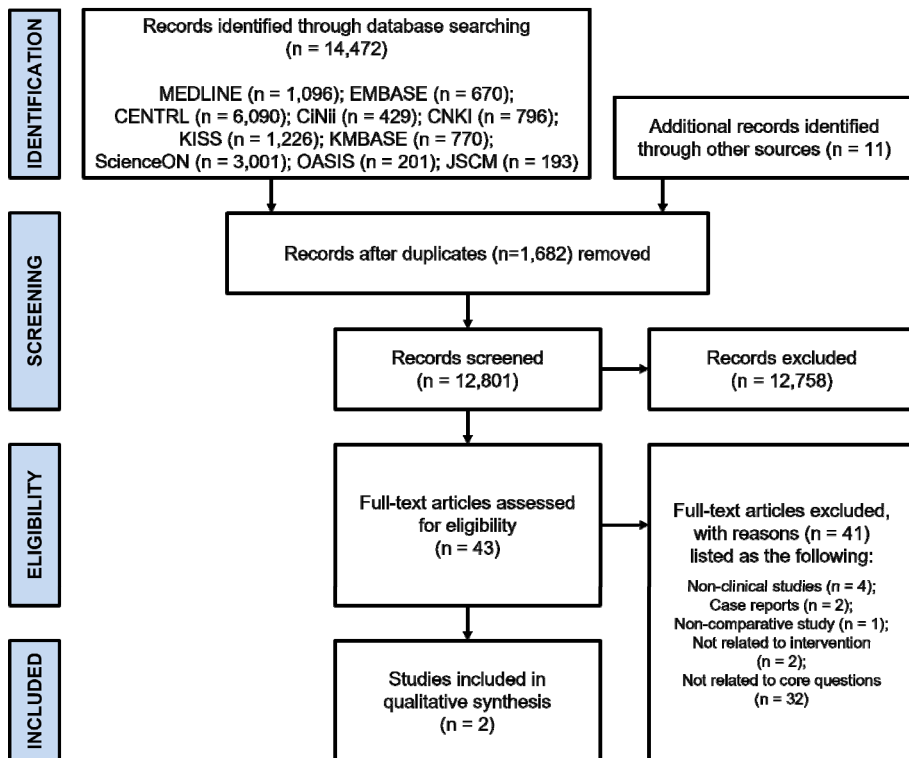 IDENTIFICATION
Records identified through database searching
(n = 14,472)
MEDLINE (n = 1,096); EMBASE (n = 670);
CENTRL (n = 6,090); CiNii (n = 429); CNKI (n = 796);
KISS (n = 1,226); KMBASE (n = 770);
ScienceON (n = 3,001); OASIS (n = 201); JSCM (n = 193)
Additional records identified
through other sources (n = 11)
SCREENING
Records after duplicates (n=1,682) removed
Records screened
(n = 12,801)
Records excluded
(n = 12,758)
ELIGIBILITY
Full-text articles assessed
for eligibility
(n = 43)
Full-text articles excluded,
with reasons (n = 41)
listed as the following:
Non-clinical studies (n = 4);
Case reports (n = 2);
Non-comparative study (n = 1);
Not related to intervention
(n = 2);
Not related to core questions
(n = 32)
INCLUDED
Studies included in
qualitative synthesis
(n = 2)